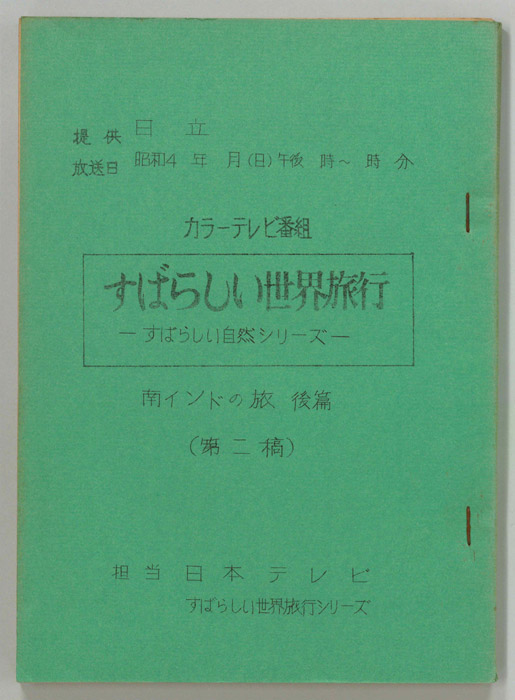 提供 日立
放送日 昭和4 年 月(日)午後 時〜 時 分
カラーテレビ番組
すばらしい世界旅行
—すばらしい自然シリーズ—
南インドの旅 後篇
(第二稿)
担当 日本テレビ
すばらしい世界旅行シリーズ